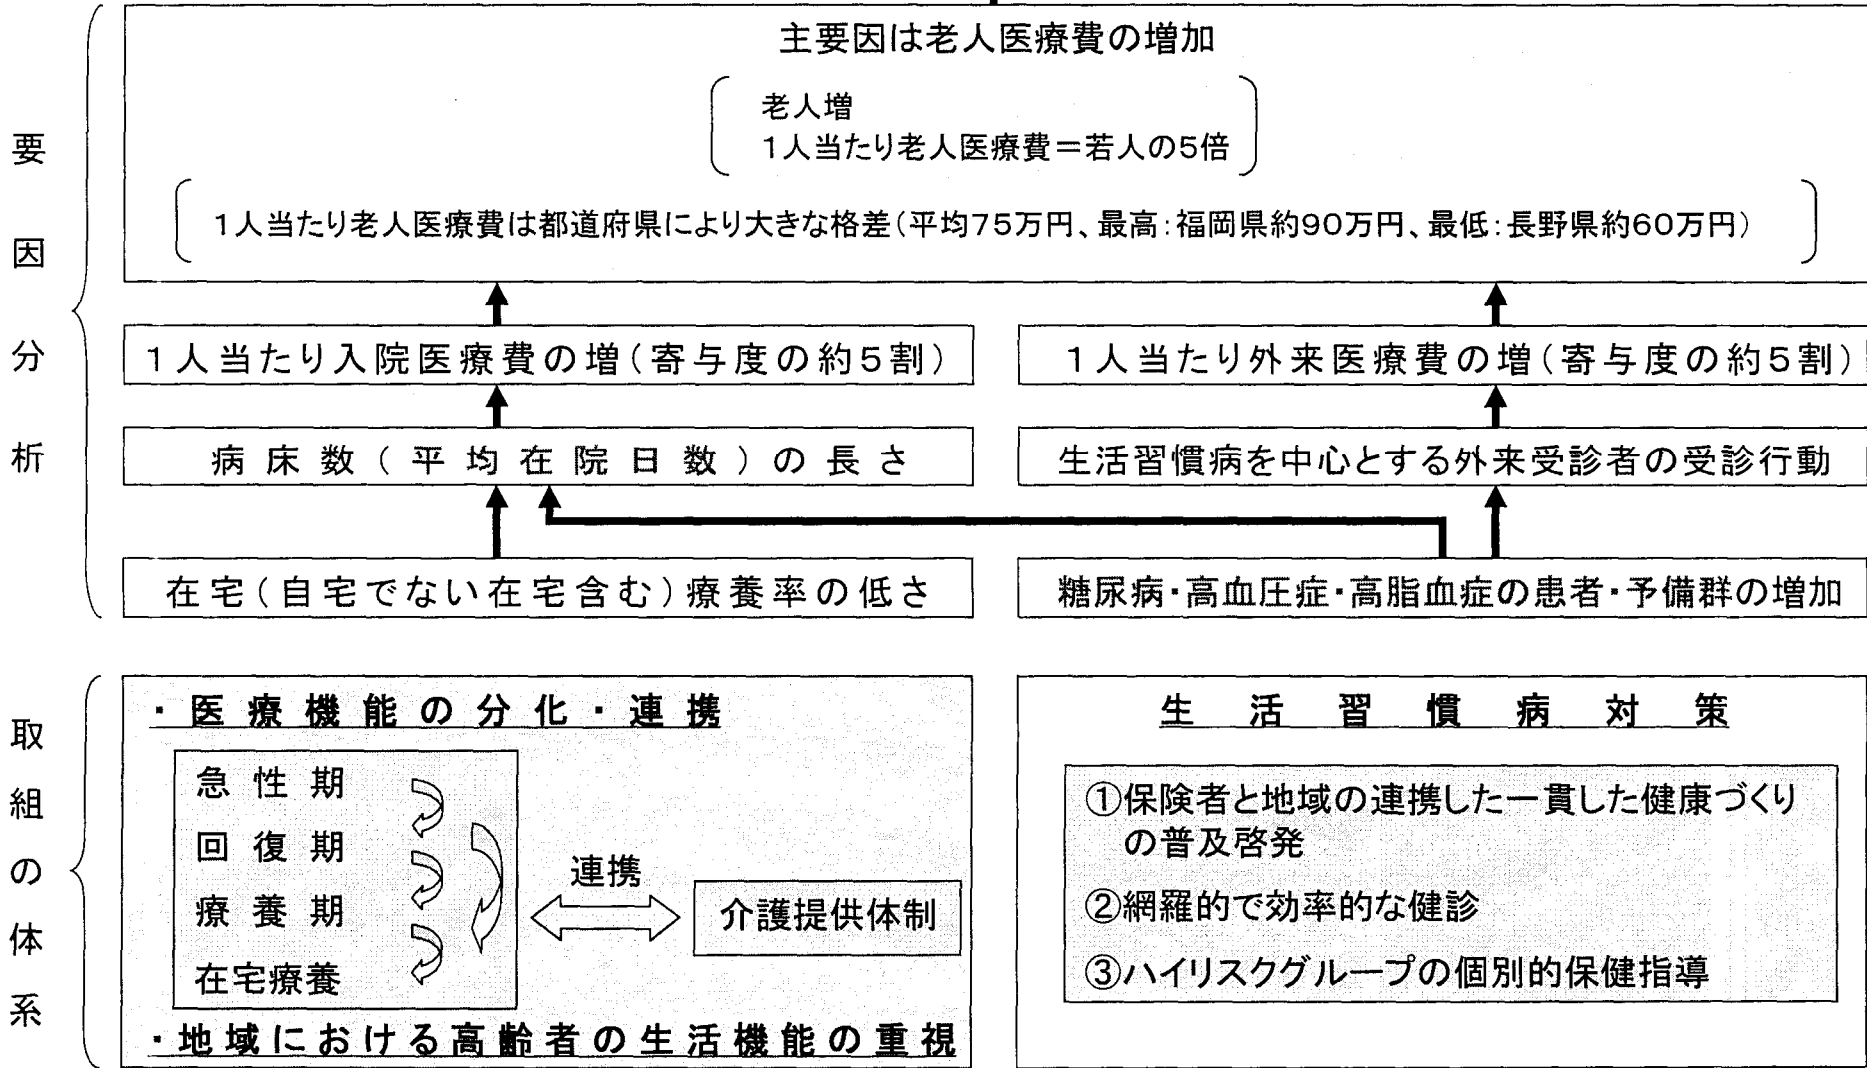 要因分析
主要因は老人医療費の増加
老人増
1人当たり老人医療費=若人の5倍
1人当たり老人医療費は都道府県により大きな格差(平均75万円、最高:福岡県約90万円、最低:長野県約60万円)
1人当たり入院医療費の増(寄与度の約5割)
1人当たり外来医療費の増(寄与度の約5割)
病床数(平均在院日数)の長さ
生活習慣病を中心とする外来受診者の受診行動
在宅(自宅でない在宅含む)療養率の低さ
糖尿病・高血圧症・高脂血症の患者・予備群の増加
取組の体系
・医療機能の分化・連携
急性期
回復期
療養期
在宅療養
連携
介護提供体制
・地域における高齢者の生活機能の重視
生活習慣病対策
①保険者と地域の連携した一貫した健康づくり
の普及啓発
②網羅的で効率的な健診
③ハイリスクグループの個別的保健指導